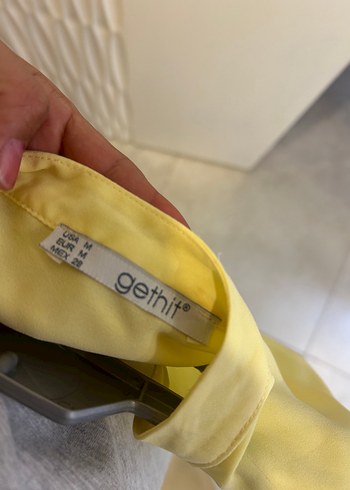 USA M
EUR M
MEX 28
gethit®